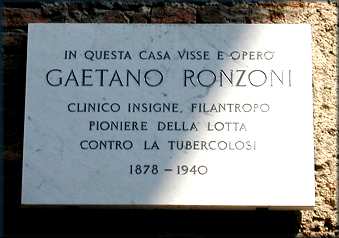 IN QUESTA CASA VISSE E OPERÒ
GAETANO RONZONI
CLINICO INSIGNE, FILANTROPO
PIONIERE DELLA LOTTA
CONTRO LA TUBERCOLOSI
1878 – 1940